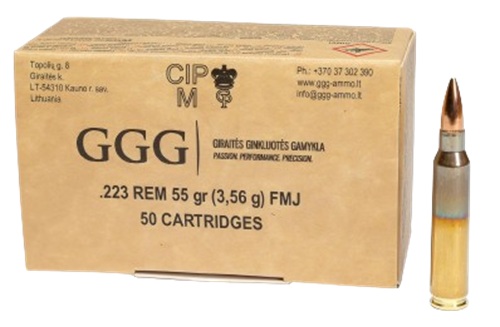 Topolių g. 8
Giraitės k.
LT-54310 Kauno r. sav.
Lithuania
CIP
M
Ph.: +370 37 302 390
www.ggg-ammo.lt
info@ggg-ammo.lt
GGG
GIRAITĖS GINKLUOTĖS GAMYKLA
PASSION. PERFORMANCE. PRECISION.
.223 REM 55 gr (3,56 g) FMJ
50 CARTRIDGES